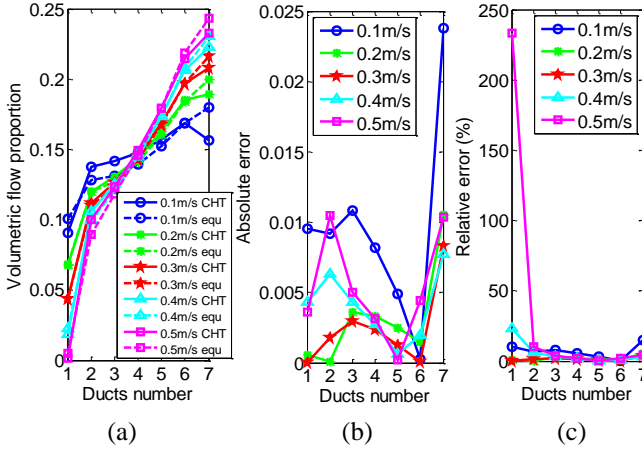 Volumetric flow proportion
0.25
0.20
0.15
0.1
0.05
0
1 2 3 4 5 6 7
Ducts number
0.1m/s CHT
0.1m/s equ
0.2m/s CHT
0.2m/s equ
0.3m/s CHT
0.3m/s equ
0.4m/s CHT
0.4m/s equ
0.5m/s CHT
0.5m/s equ
(a)
Absolute error
0.025
0.02
0.015
0.01
0.005
0
1 2 3 4 5 6 7
Ducts number
0.1m/s
0.2m/s
0.3m/s
0.4m/s
0.5m/s
(b)
Relative error (%)
250
200
150
100
50
0
1 2 3 4 5 6 7
Ducts number
0.1m/s
0.2m/s
0.3m/s
0.4m/s
0.5m/s
(c)